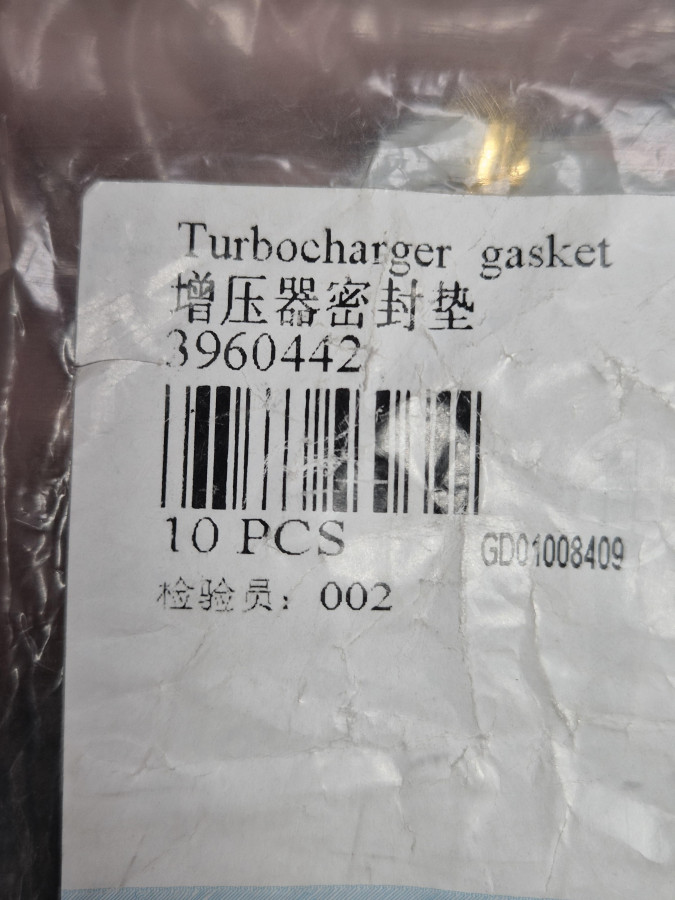 Turbocharger gasket
增压器密封垫
3960442
10 PCS
GD01008409
检验员：002